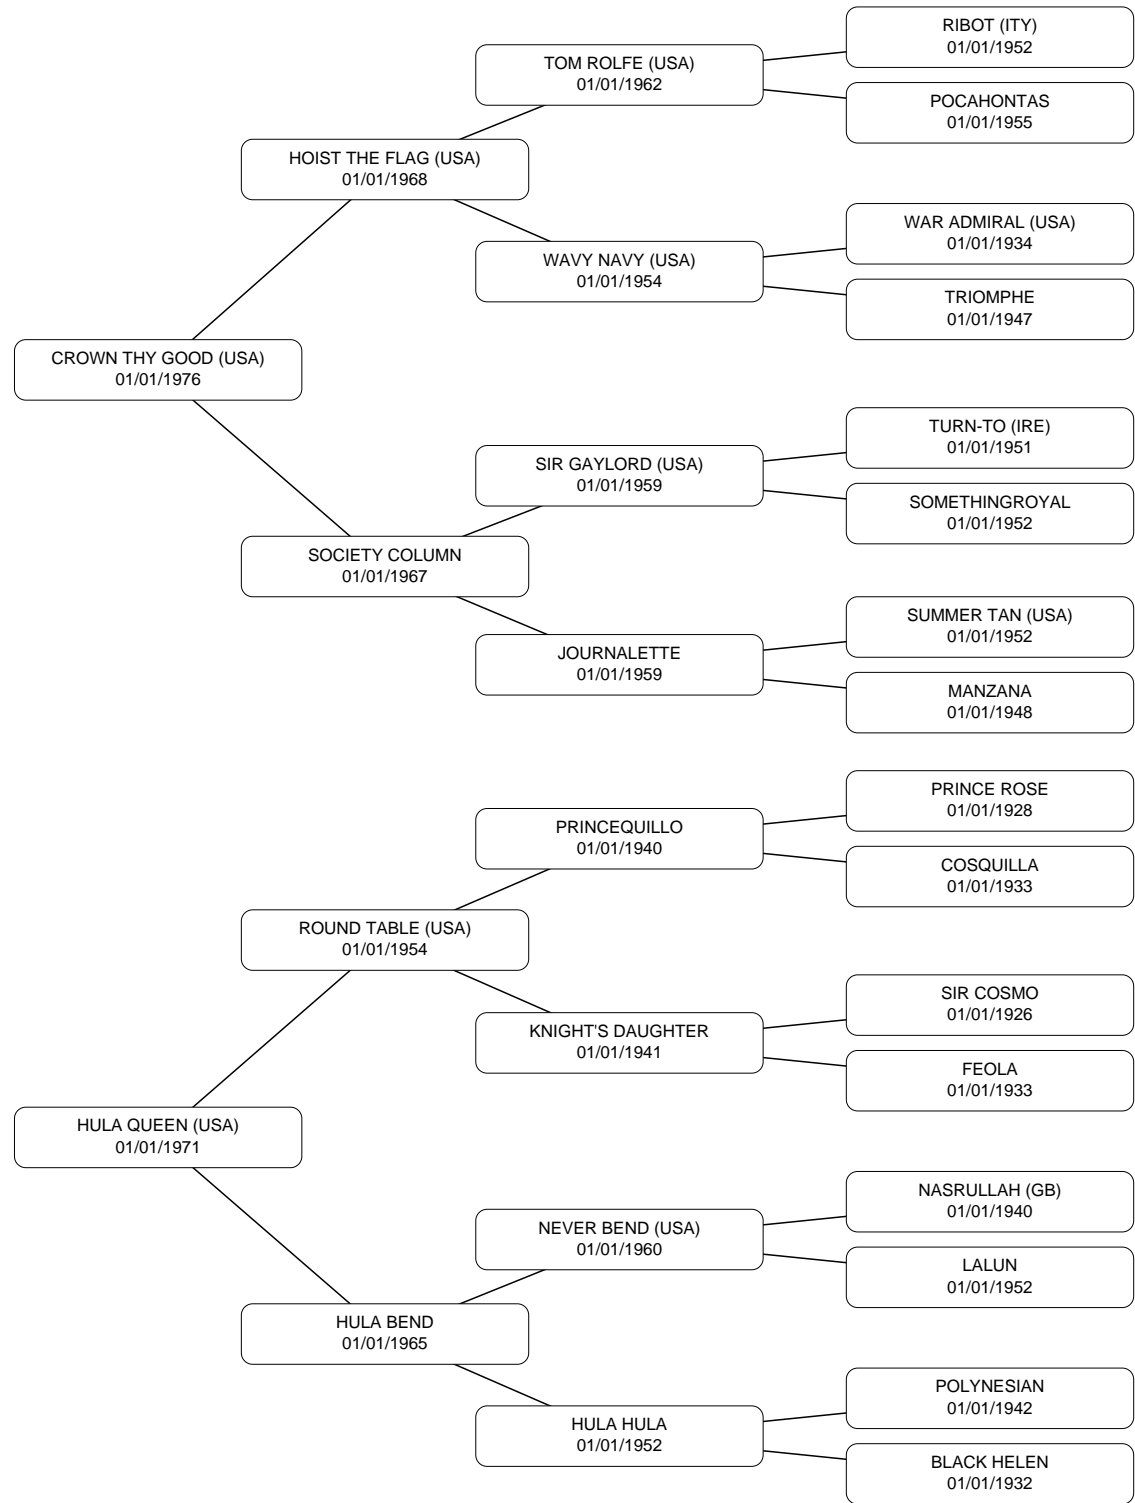 RIBOT (ITY)
01/01/1952
TOM ROLFE (USA)
01/01/1962
POCAHONTAS
01/01/1955
HOIST THE FLAG (USA)
01/01/1968
WAR ADMIRAL (USA)
01/01/1934
WAVY NAVY (USA)
01/01/1954
TRIOMPHE
01/01/1947
CROWN THY GOOD (USA)
01/01/1976
TURN-TO (IRE)
01/01/1951
SIR GAYLORD (USA)
01/01/1959
SOMETHINGROYAL
01/01/1952
SOCIETY COLUMN
01/01/1967
SUMMER TAN (USA)
01/01/1952
JOURNALETTE
01/01/1959
MANZANA
01/01/1948
PRINCE ROSE
01/01/1928
PRINCEQUILLO
01/01/1940
COSQUILLA
01/01/1933
ROUND TABLE (USA)
01/01/1954
SIR COSMO
01/01/1926
KNIGHT'S DAUGHTER
01/01/1941
FEOLA
01/01/1933
HULA QUEEN (USA)
01/01/1971
NASRULLAH (GB)
01/01/1940
NEVER BEND (USA)
01/01/1960
LALUN
01/01/1952
HULA BEND
01/01/1965
POLYNESIAN
01/01/1942
HULA HULA
01/01/1952
BLACK HELEN
01/01/1932